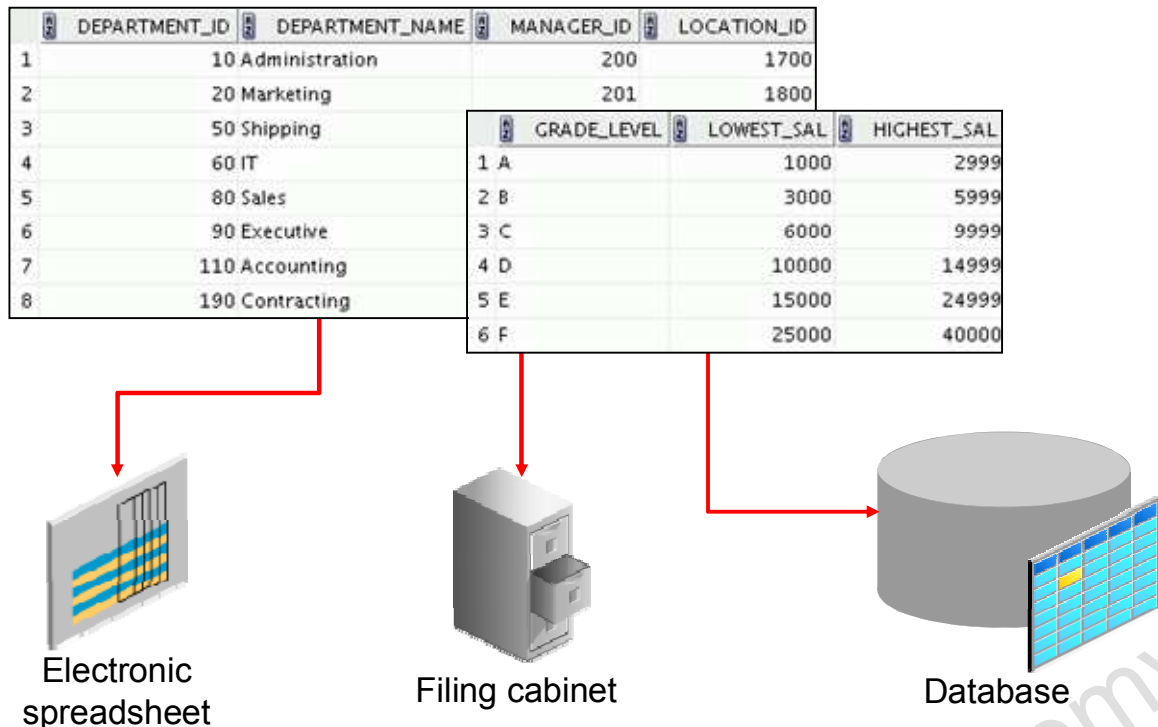 DEPARTMENT_ID DEPARTMENT_NAME MANAGER_ID LOCATION_ID
1 10 Administration 200 1700
2 20 Marketing 201 1800
3 50 Shipping
4 60 IT
5 80 Sales
6 90 Executive
7 110 Accounting
8 190 Contracting
GRADE_LEVEL LOWEST_SAL HIGHEST_SAL
1 A 1000 2999
2 B 3000 5999
3 C 6000 9999
4 D 10000 14999
5 E 15000 24999
6 F 25000 40000
Electronic
spreadsheet
Filing cabinet
Database